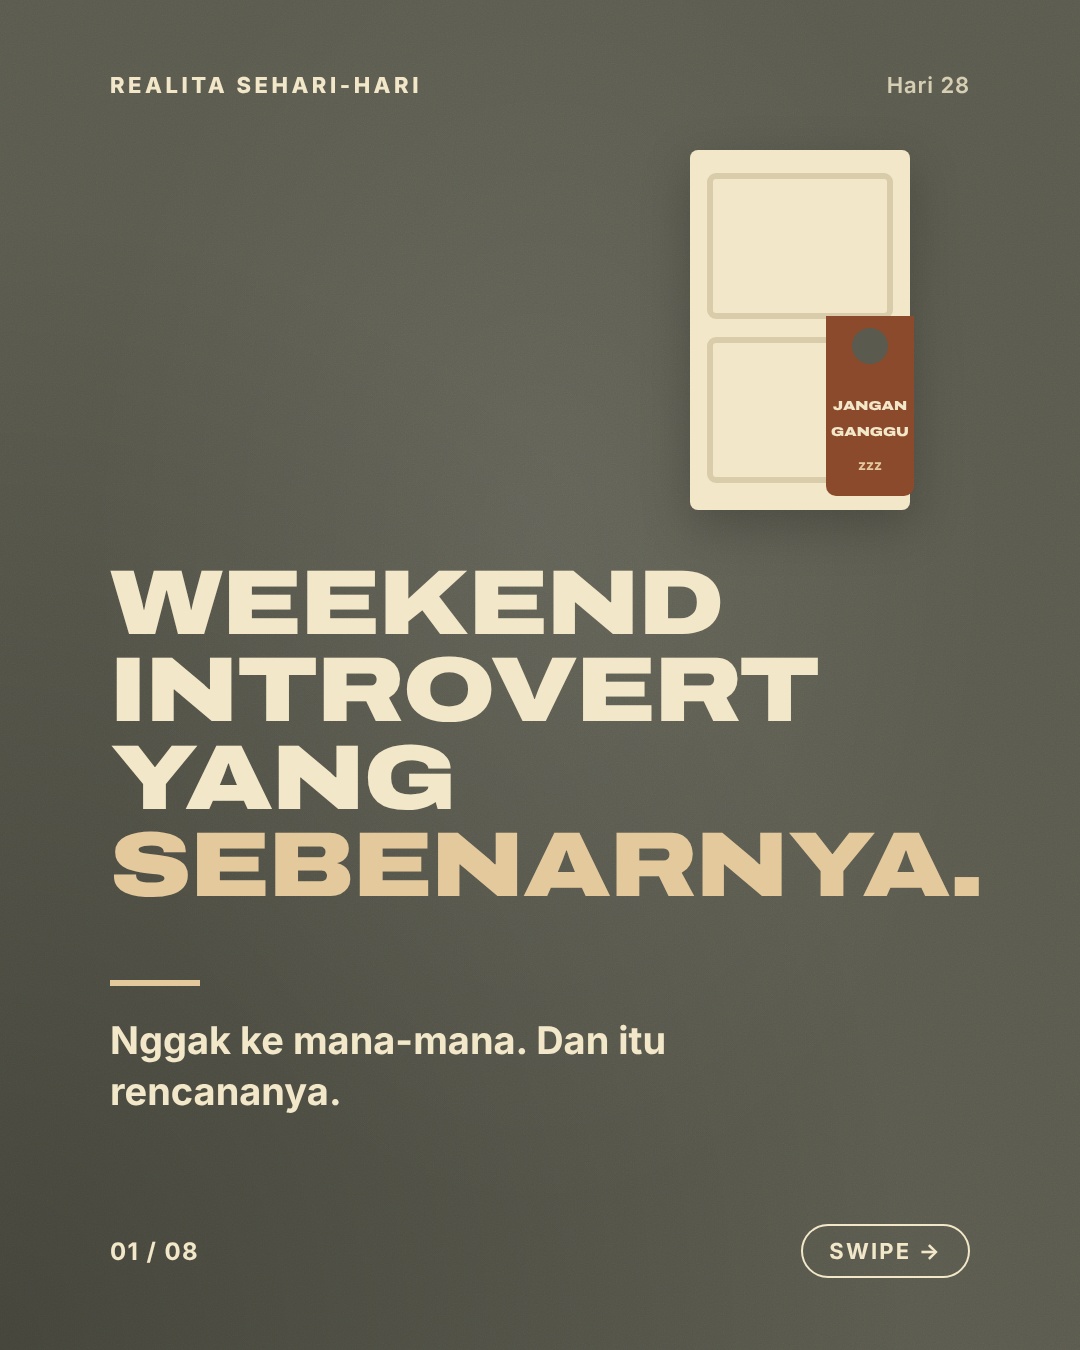 REALITA SEHARI-HARI
Hari 28
JANGAN
GANGGU
zzz
WEEKEND
INTROVERT
YANG
SEBENARNYA.
Nggak ke mana-mana. Dan itu
rencananya.
01 / 08
SWIPE →